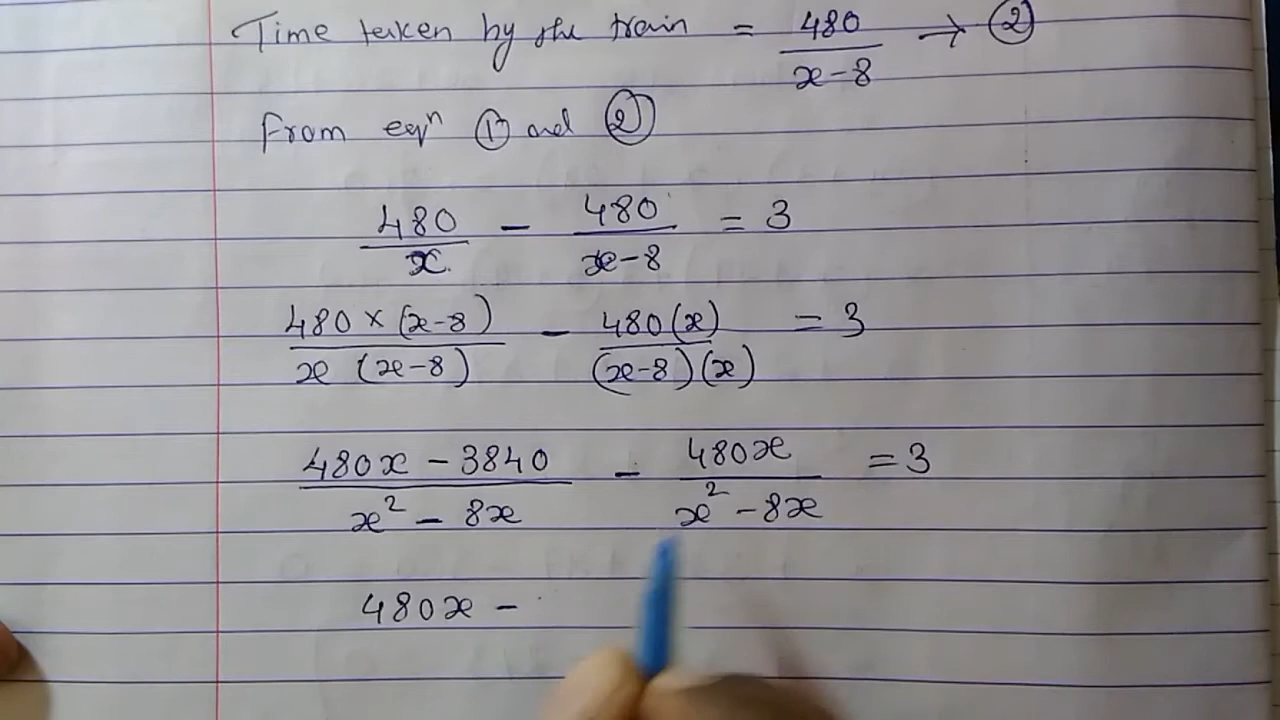 Time taken by the train = 480/(x-8) → ②
From eqⁿ ① and ②
480/x - 480/(x-8) = 3
480×(x-8)/x(x-8) - 480(x)/(x-8)(x) = 3
(480x - 3840)/(x² - 8x) - 480x/(x² - 8x) = 3
480x -